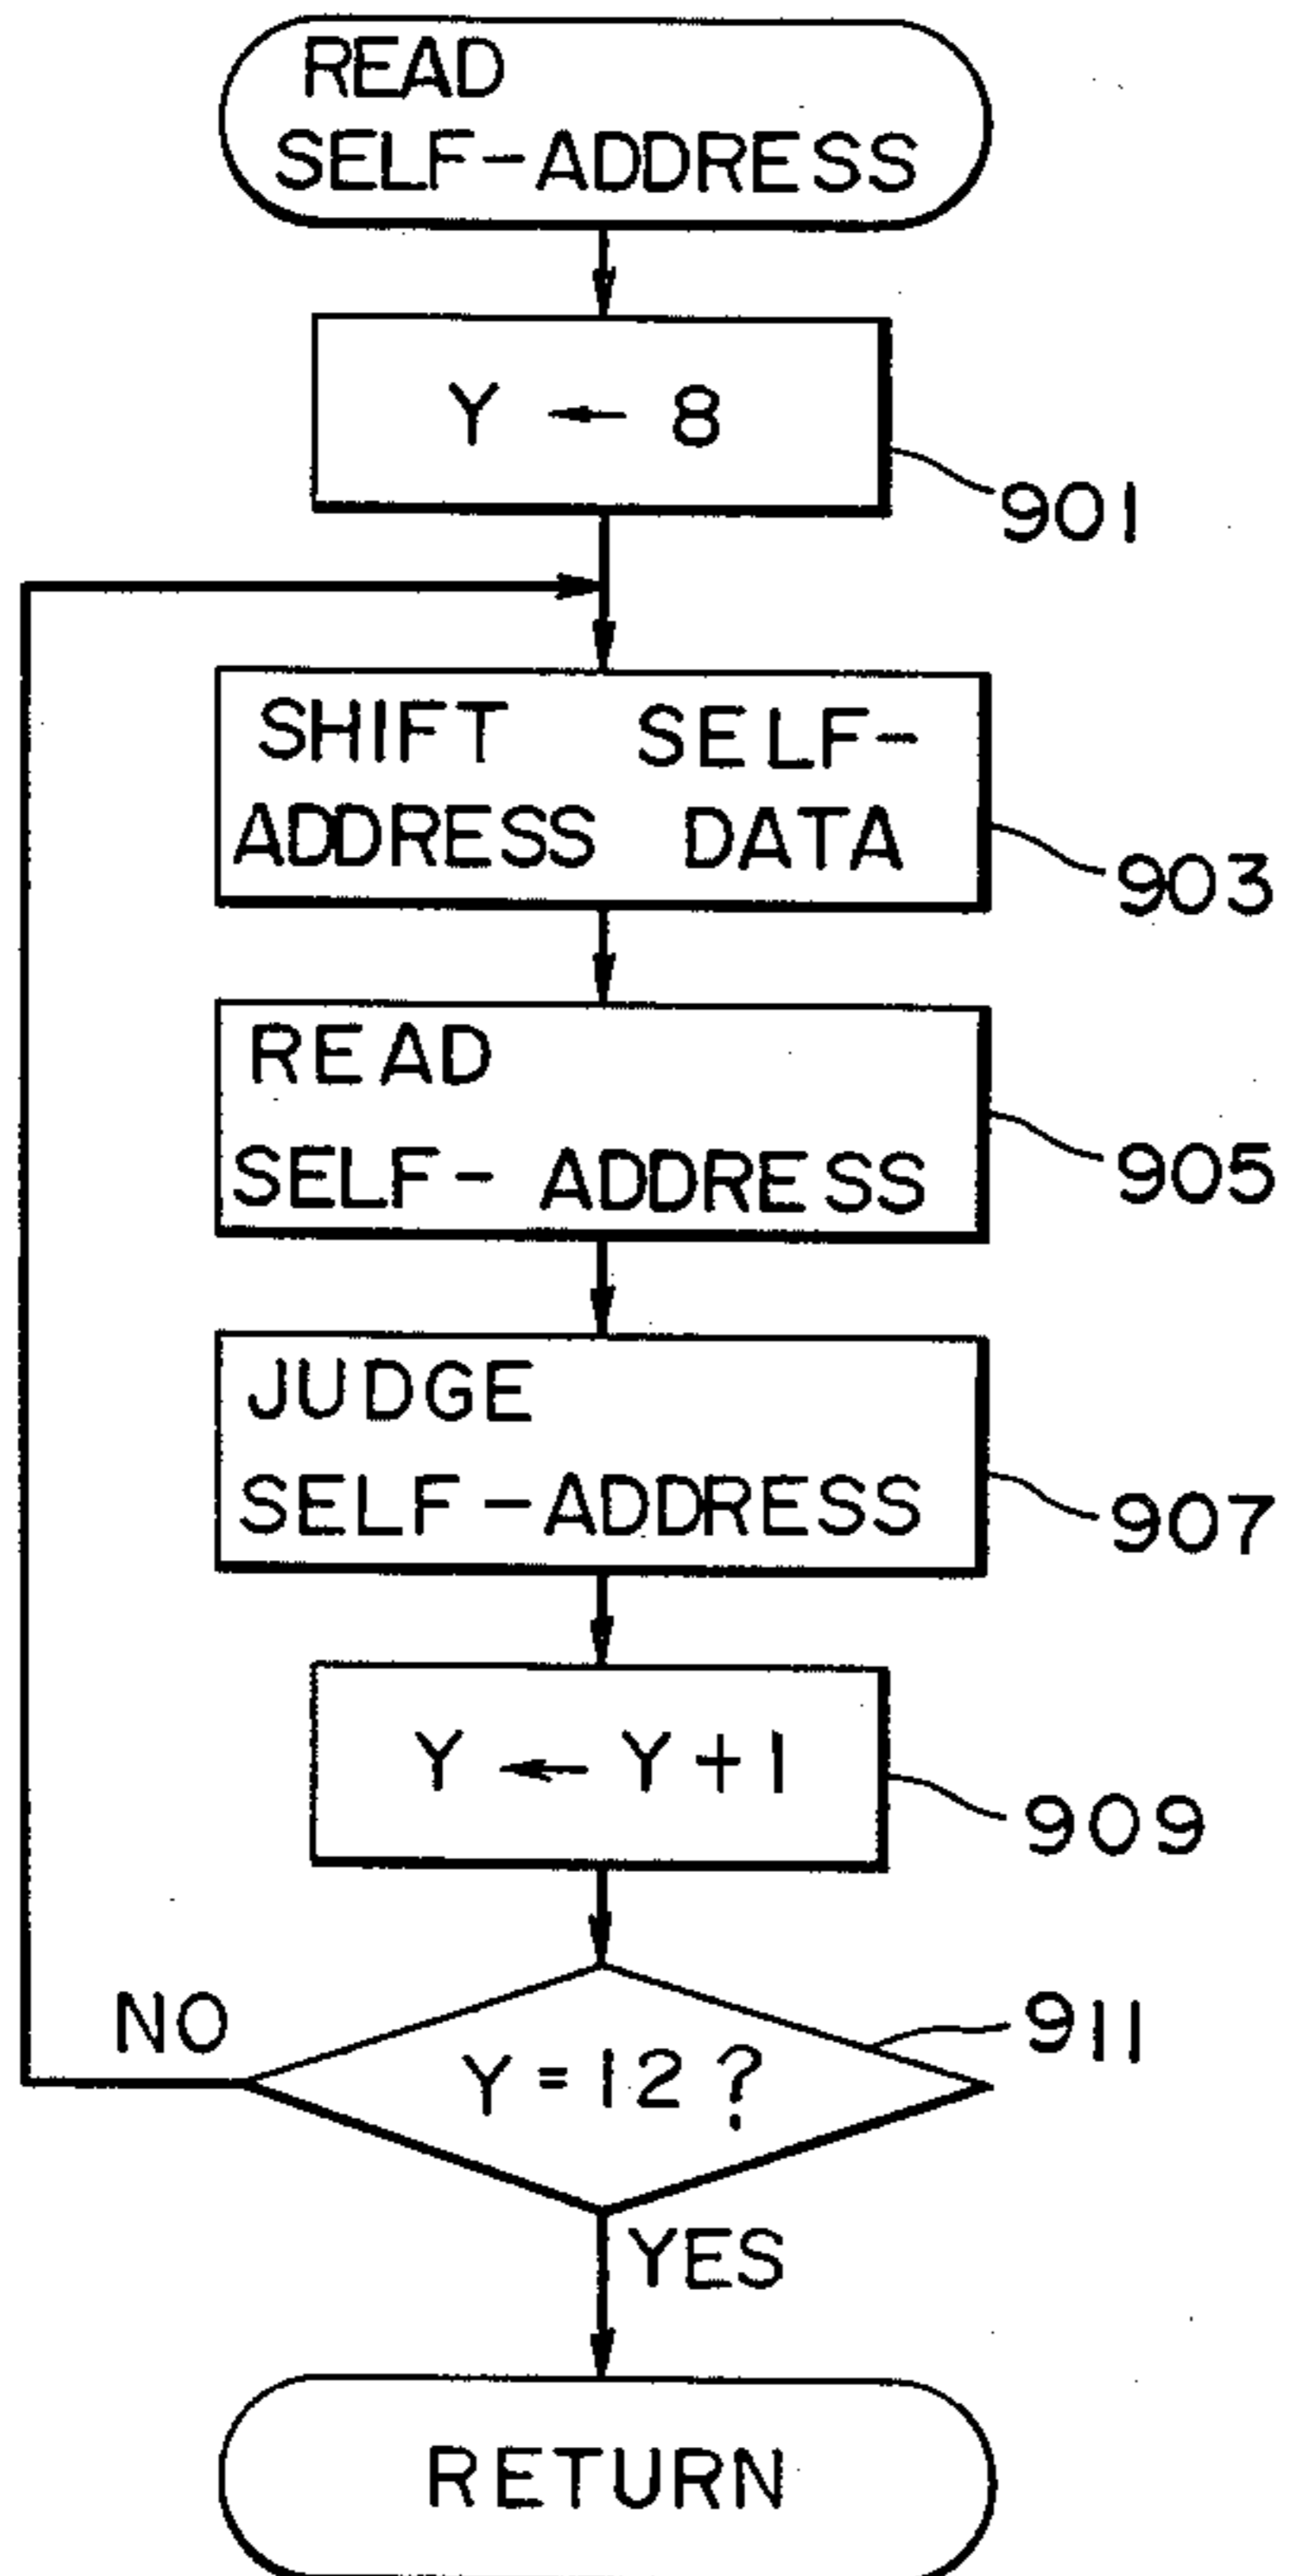 READ
SELF-ADDRESS
Y ← 8
901
SHIFT SELF-
ADDRESS DATA
903
READ
SELF- ADDRESS
905
JUDGE
SELF-ADDRESS
907
Y ← Y+1
909
NO
Y=12?
911
YES
RETURN